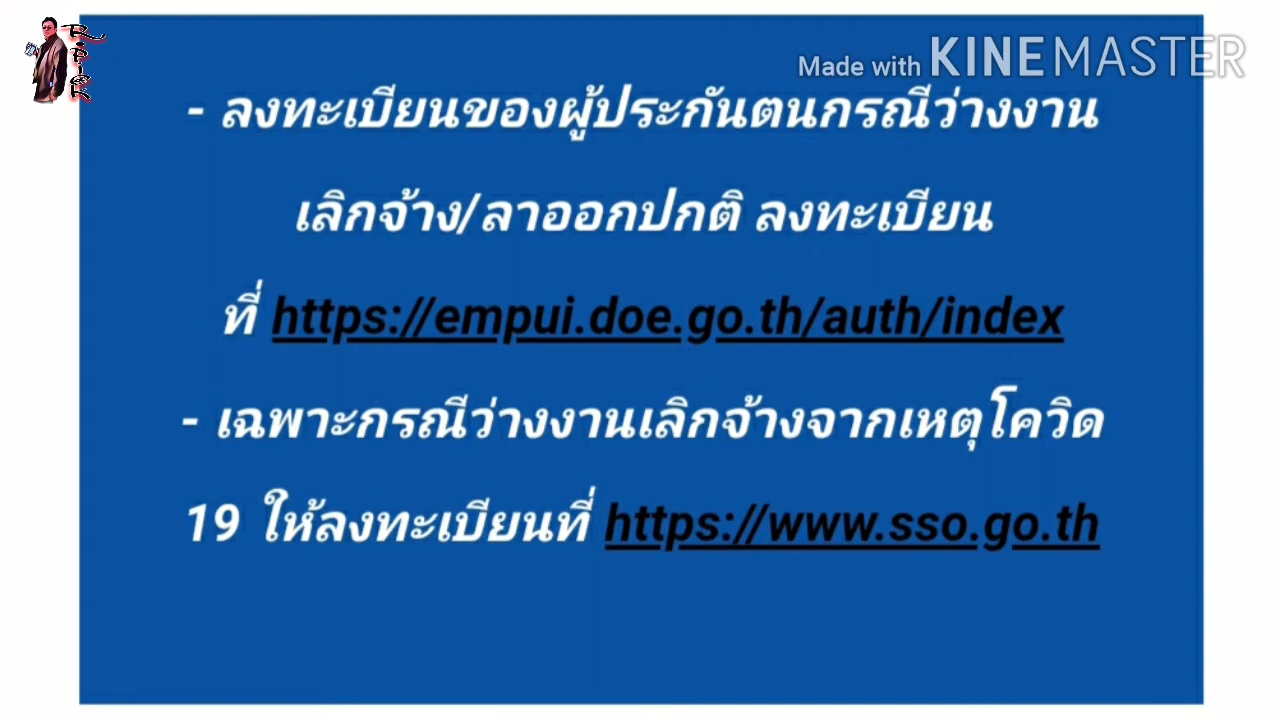 Made with KINEMASTER
- ลงทะเบียนของผู้ประกันตนกรณีว่างงาน
เลิกจ้าง/ลาออกปกติ ลงทะเบียน
ที่ https://empui.doe.go.th/auth/index
- เฉพาะกรณีว่างงานเลิกจ้างจากเหตุโควิด
19 ให้ลงทะเบียนที่ https://www.sso.go.th